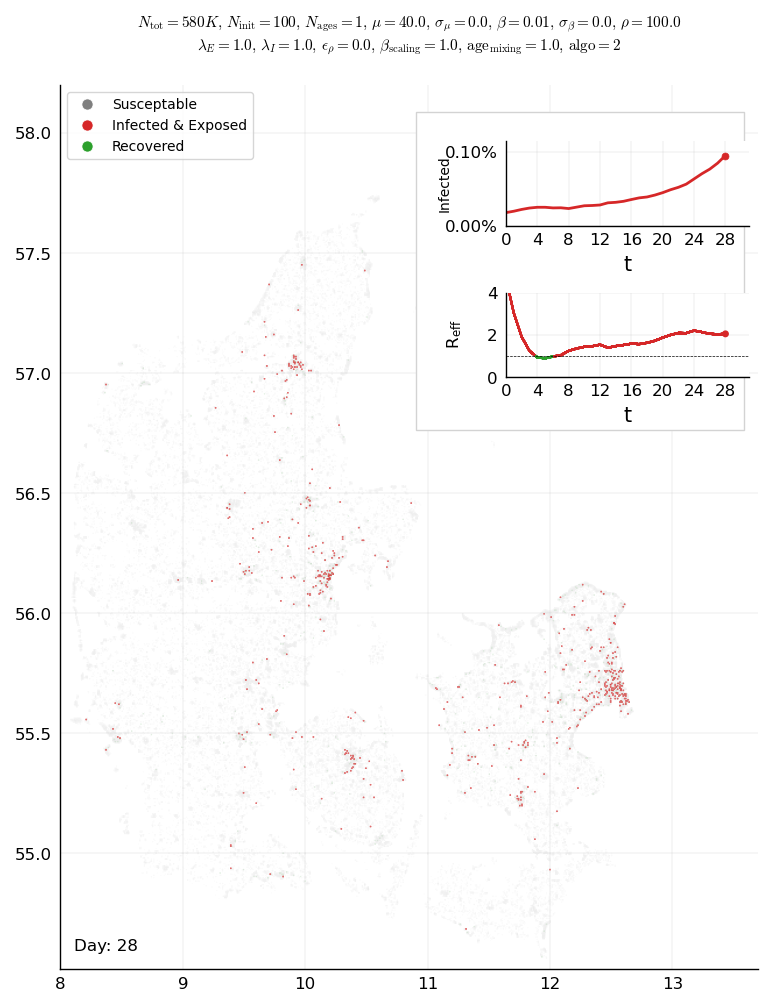 N_tot = 580K, N_init = 100, N_ages = 1, μ = 40.0, σ_μ = 0.0, β = 0.01, σ_β = 0.0, ρ = 100.0
λ_E = 1.0, λ_I = 1.0, ϵ_ρ = 0.0, β_scaling = 1.0, age_mixing = 1.0, algo = 2
Susceptable
Infected & Exposed
Recovered
58.0
57.5
57.0
56.5
56.0
55.5
55.0
8 9 10 11 12 13
Day: 28
Infected
0.10%
0.00%
0 4 8 12 16 20 24 28
t
R_eff
4
2
0
0 4 8 12 16 20 24 28
t